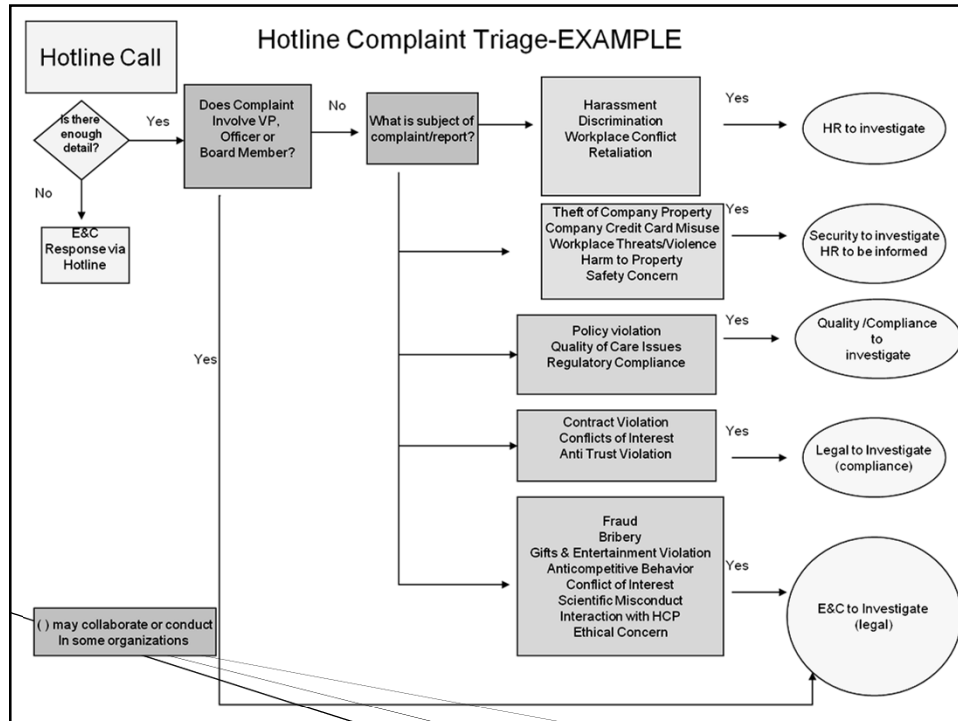 Hotline Complaint Triage-EXAMPLE
Hotline Call
Is there
enough
detail?
Yes
No
E&C
Response via
Hotline
Does Complaint
Involve VP,
Officer or
Board Member?
No
Yes
What is subject of
complaint/report?
Harassment
Discrimination
Workplace Conflict
Retaliation
Yes
HR to investigate
Theft of Company Property
Company Credit Card Misuse
Workplace Threats/Violence
Harm to Property
Safety Concern
Yes
Security to investigate
HR to be informed
Policy violation
Quality of Care Issues
Regulatory Compliance
Yes
Quality /Compliance
to
investigate
Contract Violation
Conflicts of Interest
Anti Trust Violation
Yes
Legal to Investigate
(compliance)
Fraud
Bribery
Gifts & Entertainment Violation
Anticompetitive Behavior
Conflict of Interest
Scientific Misconduct
Interaction with HCP
Ethical Concern
Yes
E&C to Investigate
(legal)
( ) may collaborate or conduct
In some organizations